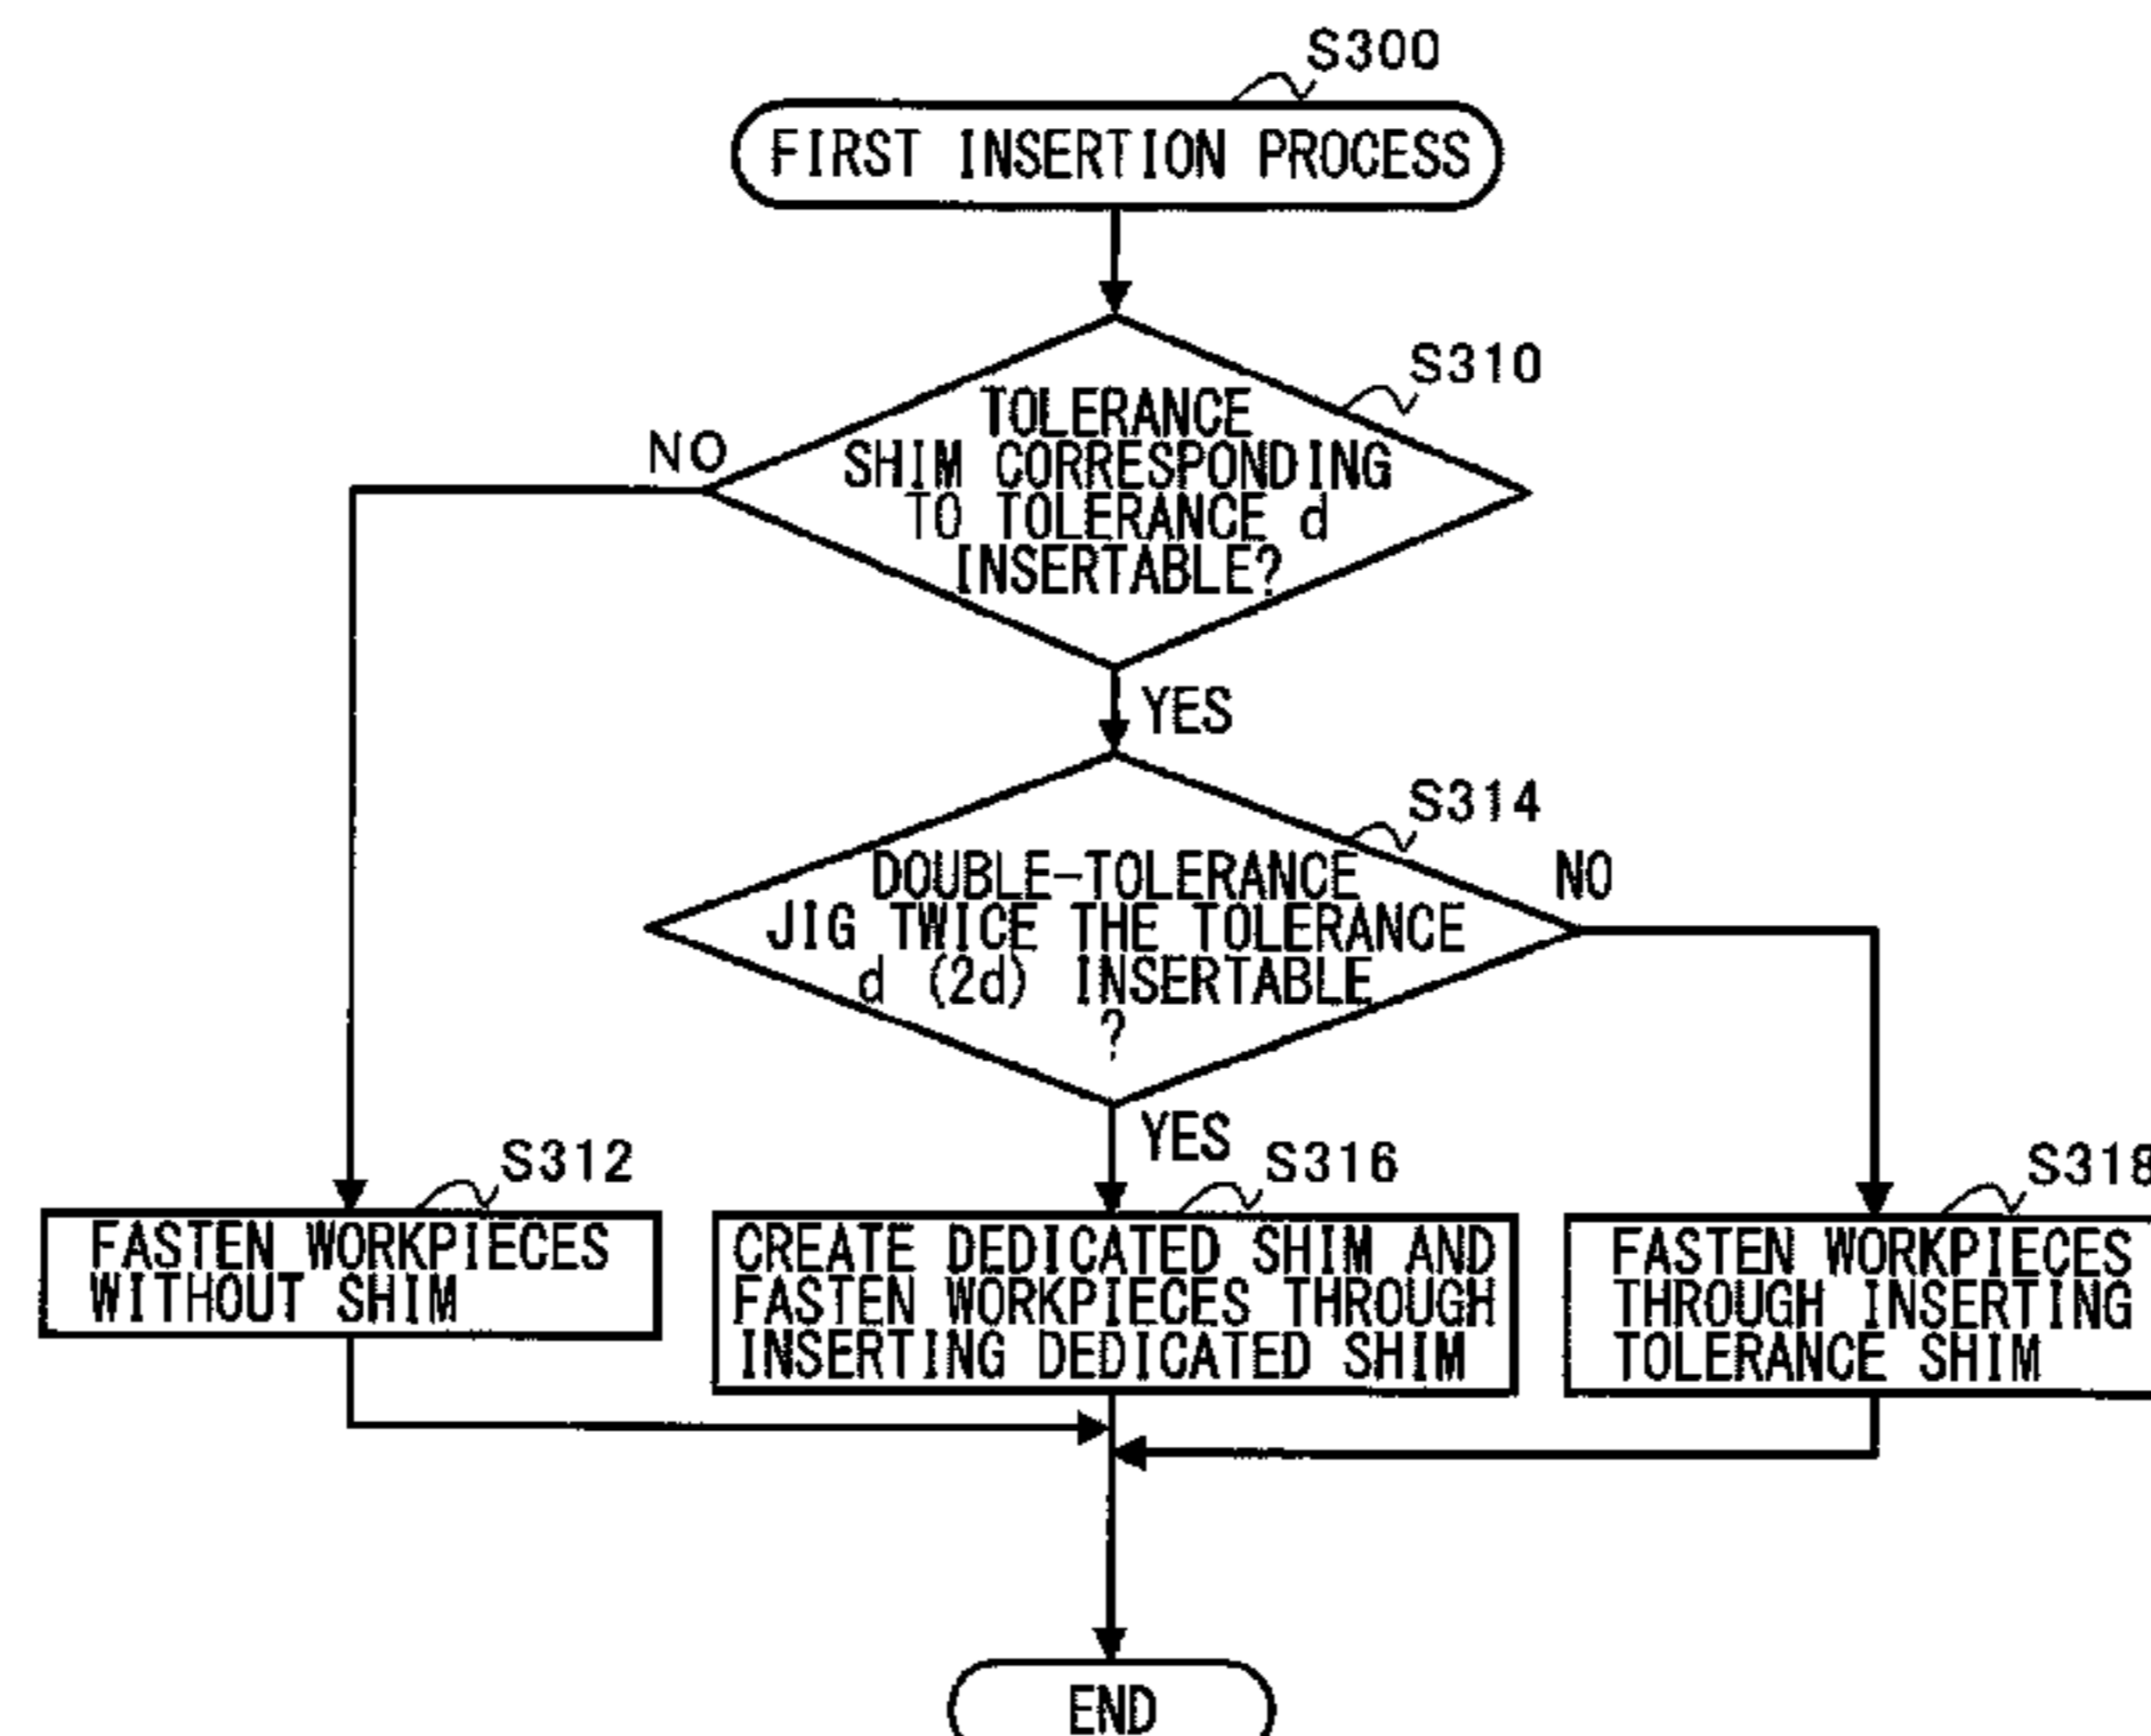 S300
FIRST INSERTION PROCESS
S310
TOLERANCE
SHIM CORRESPONDING
TO TOLERANCE d
INSERTABLE?
NO
YES
S314
DOUBLE-TOLERANCE
JIG TWICE THE TOLERANCE
d (2d) INSERTABLE
?
NO
YES
S312
FASTEN WORKPIECES
WITHOUT SHIM
S316
CREATE DEDICATED SHIM AND
FASTEN WORKPIECES THROUGH
INSERTING DEDICATED SHIM
S318
FASTEN WORKPIECES
THROUGH INSERTING
TOLERANCE SHIM
END